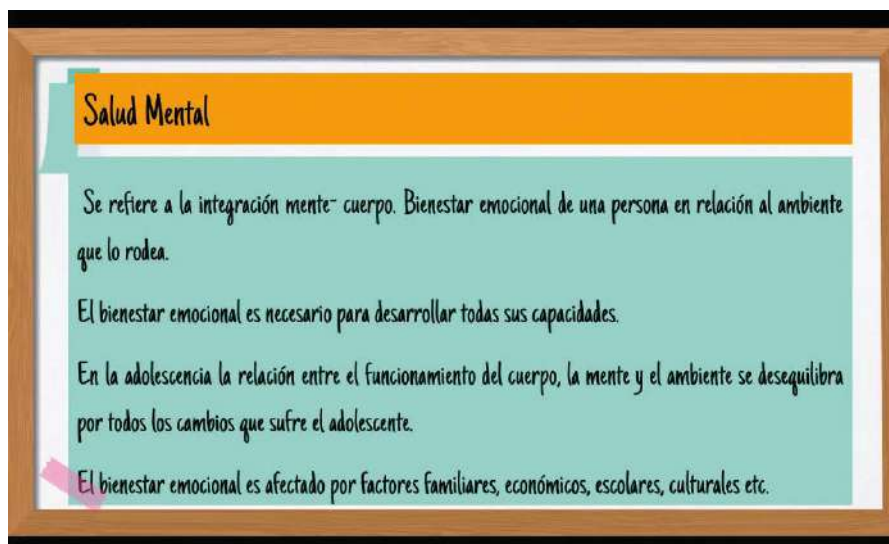 Salud Mental
Se refiere a la integración mente- cuerpo. Bienestar emocional de una persona en relación al ambiente
que lo rodea.
El bienestar emocional es necesario para desarrollar todas sus capacidades.
En la adolescencia la relación entre el funcionamiento del cuerpo, la mente y el ambiente se desequilibra
por todos los cambios que sufre el adolescente.
El bienestar emocional es afectado por factores familiares, económicos, escolares, culturales etc.